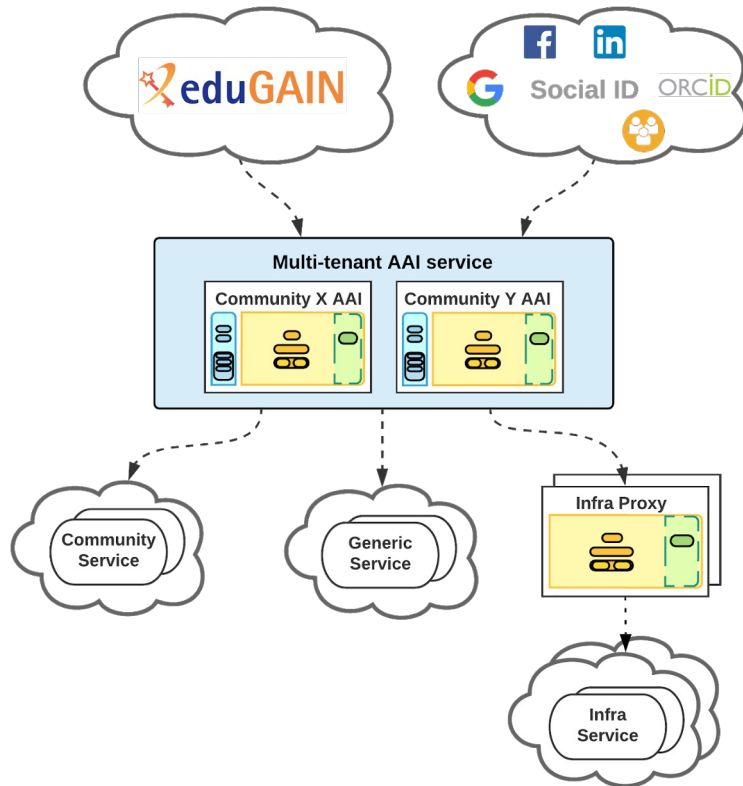 eduGAIN
f
in
G
Social ID
ORCiD
Multi-tenant AAI service
Community X AAI
Community Y AAI
Community
Service
Generic
Service
Infra Proxy
Infra
Service